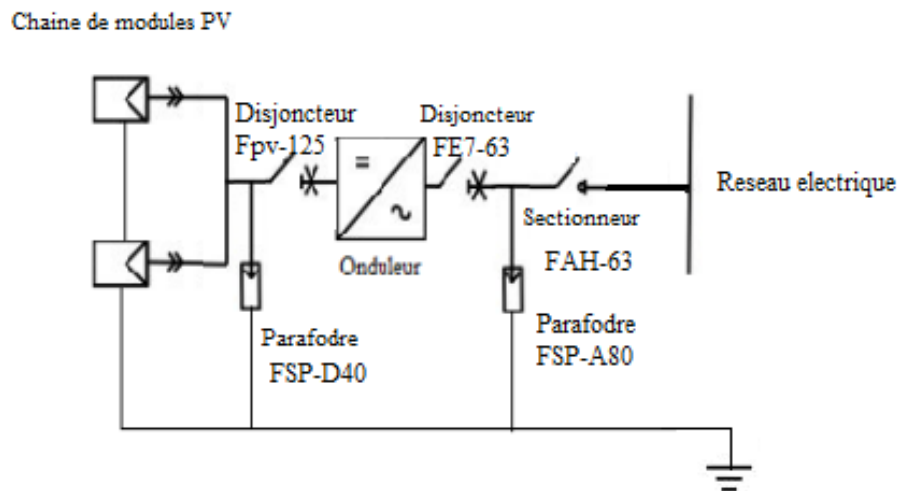 Chaine de modules PV
Disjoncteur
Fpv-125
Disjoncteur
FE7-63
Reseau electrique
Sectionneur
FAH-63
Onduleur
Parafodre
FSP-D40
Parafodre
FSP-A80